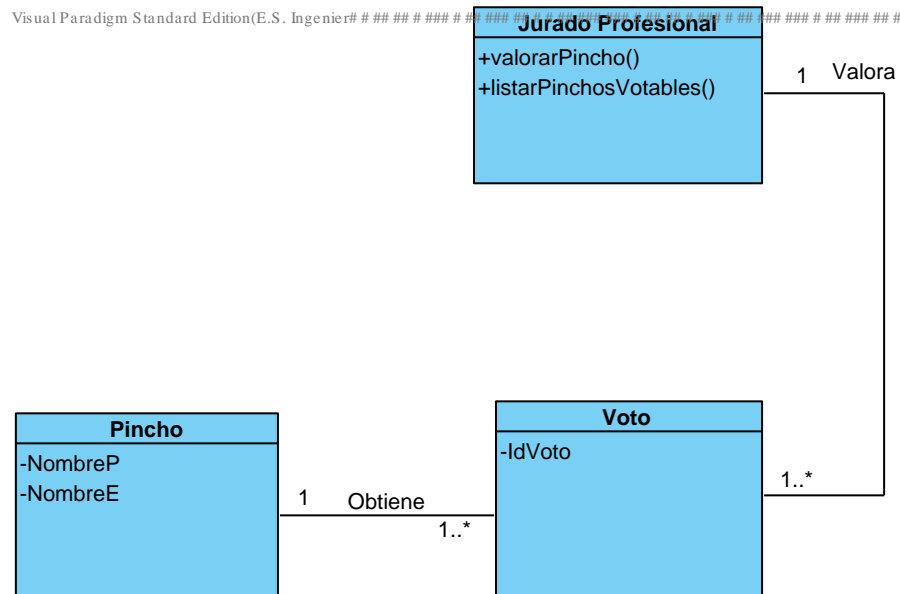 Visual Paradigm Standard Edition(E.S. Ingenier
Jurado Profesional
+valorarPincho()
+listarPinchosVotables()
1 Valora
Pincho
-NombreP
-NombreE
1 Obtiene
1..*
Voto
-IdVoto
1..*